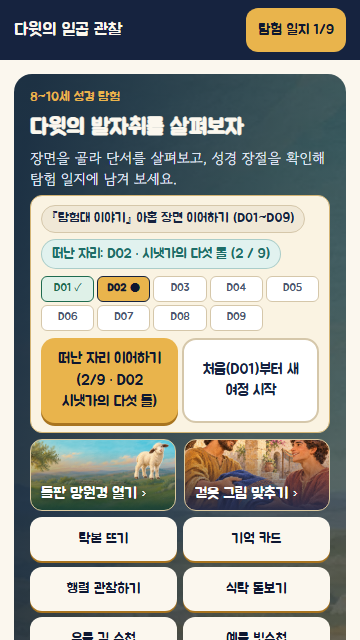 다윗의 일곱 관찰
탐험 일지 1/9
8~10세 성경 탐험
다윗의 발자취를 살펴보자
장면을 골라 단서를 살펴보고, 성경 장절을 확인해
탐험 일지에 남겨 보세요.
『탐험대 이야기』 아홉 장면 이어하기 (D01~D09)
떠난 자리: D02 · 시냇가의 다섯 돌 (2 / 9)
D01 ✓ D02 ● D03 D04 D05
D06 D07 D08 D09
떠난 자리 이어하기
(2/9 · D02
시냇가의 다섯 돌)
처음(D01)부터 새
여정 시작
들판 망원경 열기 ›
겉옷 그림 맞추기 ›
탁본 뜨기
기억 카드
행렬 관찰하기
식탁 돌보기